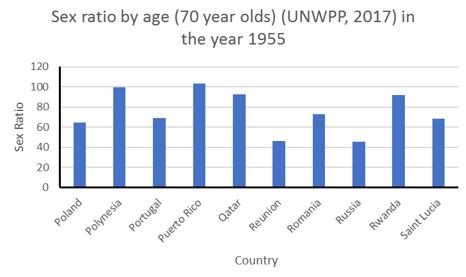 Sex ratio by age (70 year olds) (UNWPP, 2017) in
the year 1955
120
100
80
60
40
20
0
Sex Ratio
Poland
Polynesia
Portugal
Puerto Rico
Qatar
Reunion
Romania
Russia
Rwanda
Saint Lucia
Country